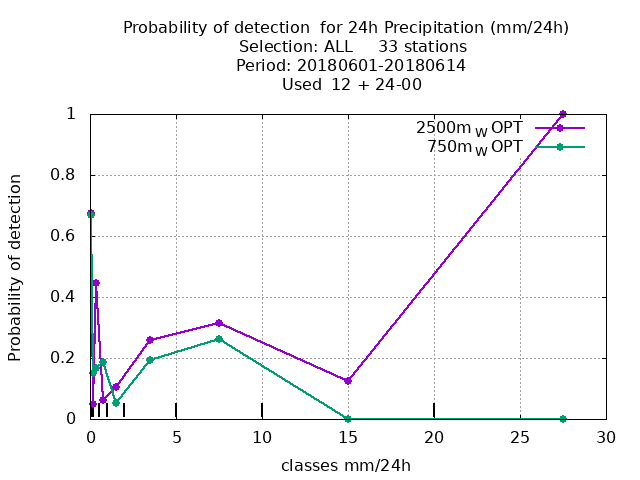 Probability of detection  for 24h Precipitation (mm/24h)
Selection: ALL     33 stations
Period: 20180601-20180614
Used  12 + 24-00
2500m W OPT
750m W OPT
1
0.8
0.6
0.4
0.2
0
Probability of detection
0 5 10 15 20 25 30
classes mm/24h